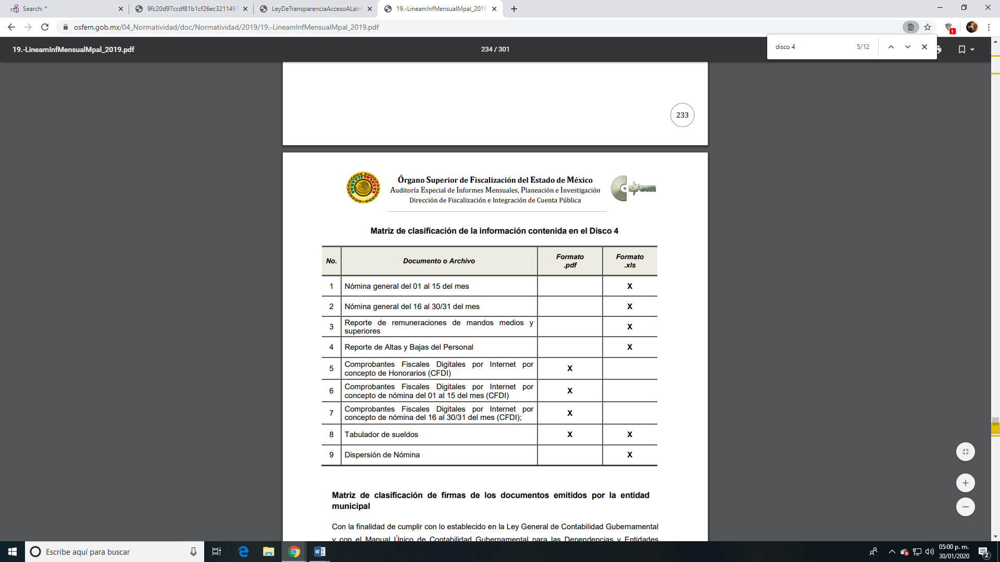 Search: *
9fc20d97ccdf81b1cf26ec3211495
LeyDeTransparenciaAccesoALaInf
19.-LineamInfMensualMpal_2019
osfem.gob.mx/04_Normatividad/doc/Normatividad/2019/19.-LineamInfMensualMpal_2019.pdf
19.-LineamInfMensualMpal_2019.pdf
234 / 301
disco 4
5/12
233
Órgano Superior de Fiscalización del Estado de México
Auditoría Especial de Informes Mensuales, Planeación e Investigación
Dirección de Fiscalización e Integración de Cuenta Pública
sfem
Matriz de clasificación de la información contenida en el Disco 4
No. Documento o Archivo Formato .pdf Formato .xls
1 Nómina general del 01 al 15 del mes X
2 Nómina general del 16 al 30/31 del mes X
3 Reporte de remuneraciones de mandos medios y
superiores X
4 Reporte de Altas y Bajas del Personal X
5 Comprobantes Fiscales Digitales por Internet por
concepto de Honorarios (CFDI) X
6 Comprobantes Fiscales Digitales por Internet por
concepto de nómina del 01 al 15 del mes (CFDI) X
7 Comprobantes Fiscales Digitales por Internet por
concepto de nómina del 16 al 30/31 del mes (CFDI); X
8 Tabulador de sueldos X X
9 Dispersión de Nómina X
Matriz de clasificación de firmas de los documentos emitidos por la entidad
municipal
Con la finalidad de cumplir con lo establecido en la Ley General de Contabilidad Gubernamental
y con el Manual Único de Contabilidad Gubernamental para las Dependencias y Entidades
Escribe aquí para buscar
05:00 p. m.
30/01/2020
2